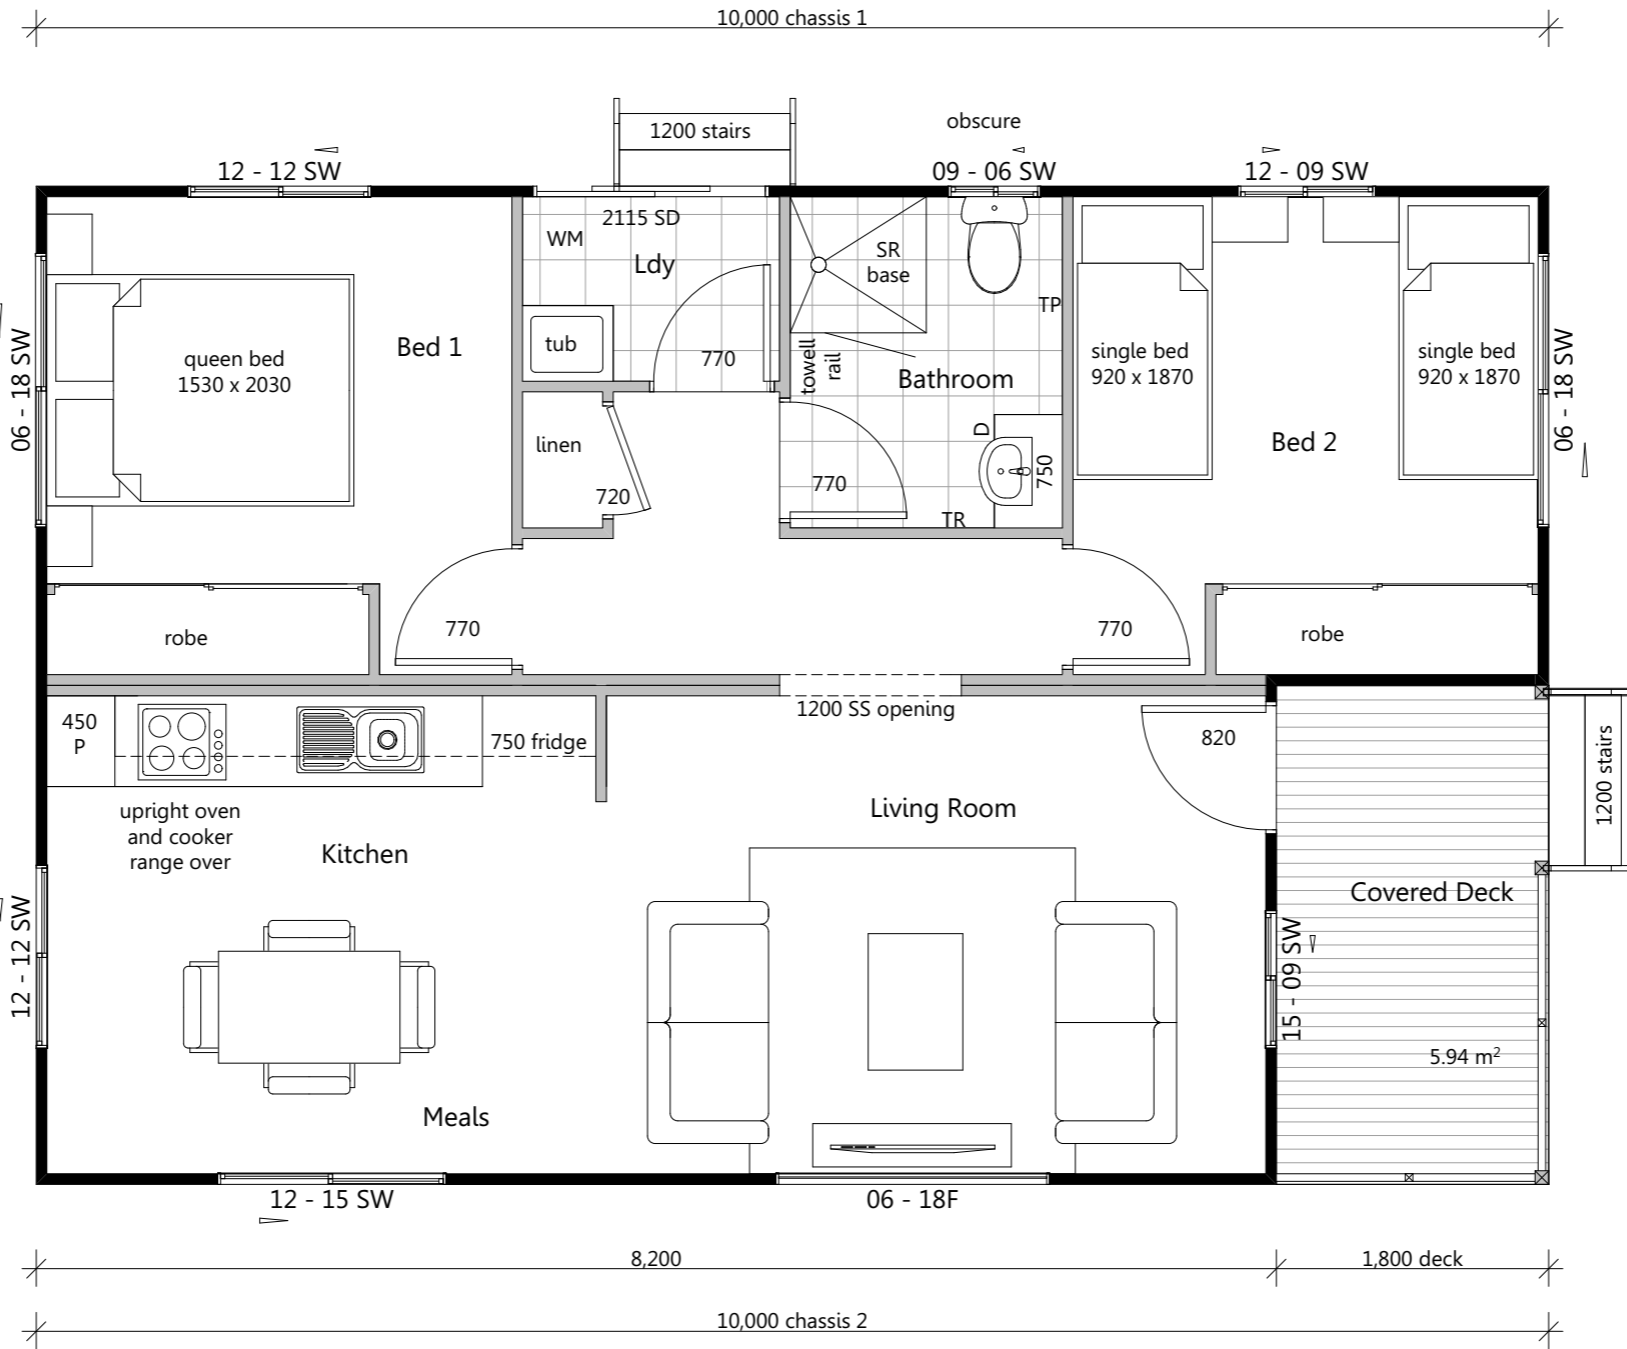 10,000 chassis 1
1200 stairs
obscure
12 - 12 SW
09 - 06 SW
12 - 09 SW
2115 SD
WM
Ldy
SR
base
TP
06 - 18 SW
queen bed
1530 x 2030
Bed 1
tub
770
towell
rail
Bathroom
single bed
920 x 1870
single bed
920 x 1870
06 - 18 SW
linen
D
Bed 2
720
770
750
TR
robe
770
770
robe
450
P
750 fridge
1200 SS opening
820
1200 stairs
upright oven
and cooker
range over
Kitchen
Living Room
Covered Deck
12 - 12 SW
15 - 09 SW
5.94 m²
Meals
12 - 15 SW
06 - 18F
8,200
1,800 deck
10,000 chassis 2